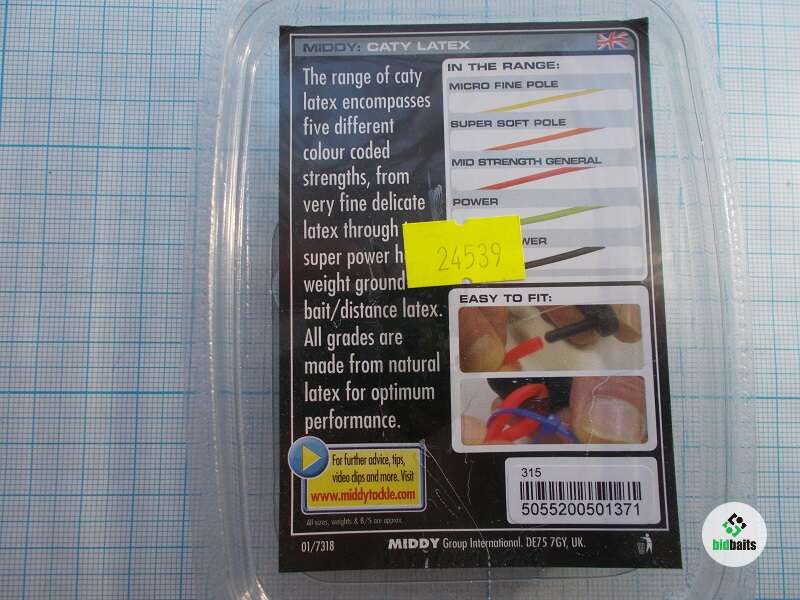 MIDDY: CATY LATEX
The range of caty
latex encompasses
five different
colour coded
strengths, from
very fine delicate
latex through
super power
weight ground
bait/distance latex.
All grades are
made from natural
latex for optimum
performance.
IN THE RANGE:
MICRO FINE POLE
SUPER SOFT POLE
MID STRENGTH GENERAL
POWER
24539
EASY TO FIT:
For further advice, tips,
video clips and more. Visit
www.middytackle.com
All sizes, weights & B/S are approx.
315
5055200501371
01/7318
MIDDY Group International. DE75 7GY, UK.
bidbaits